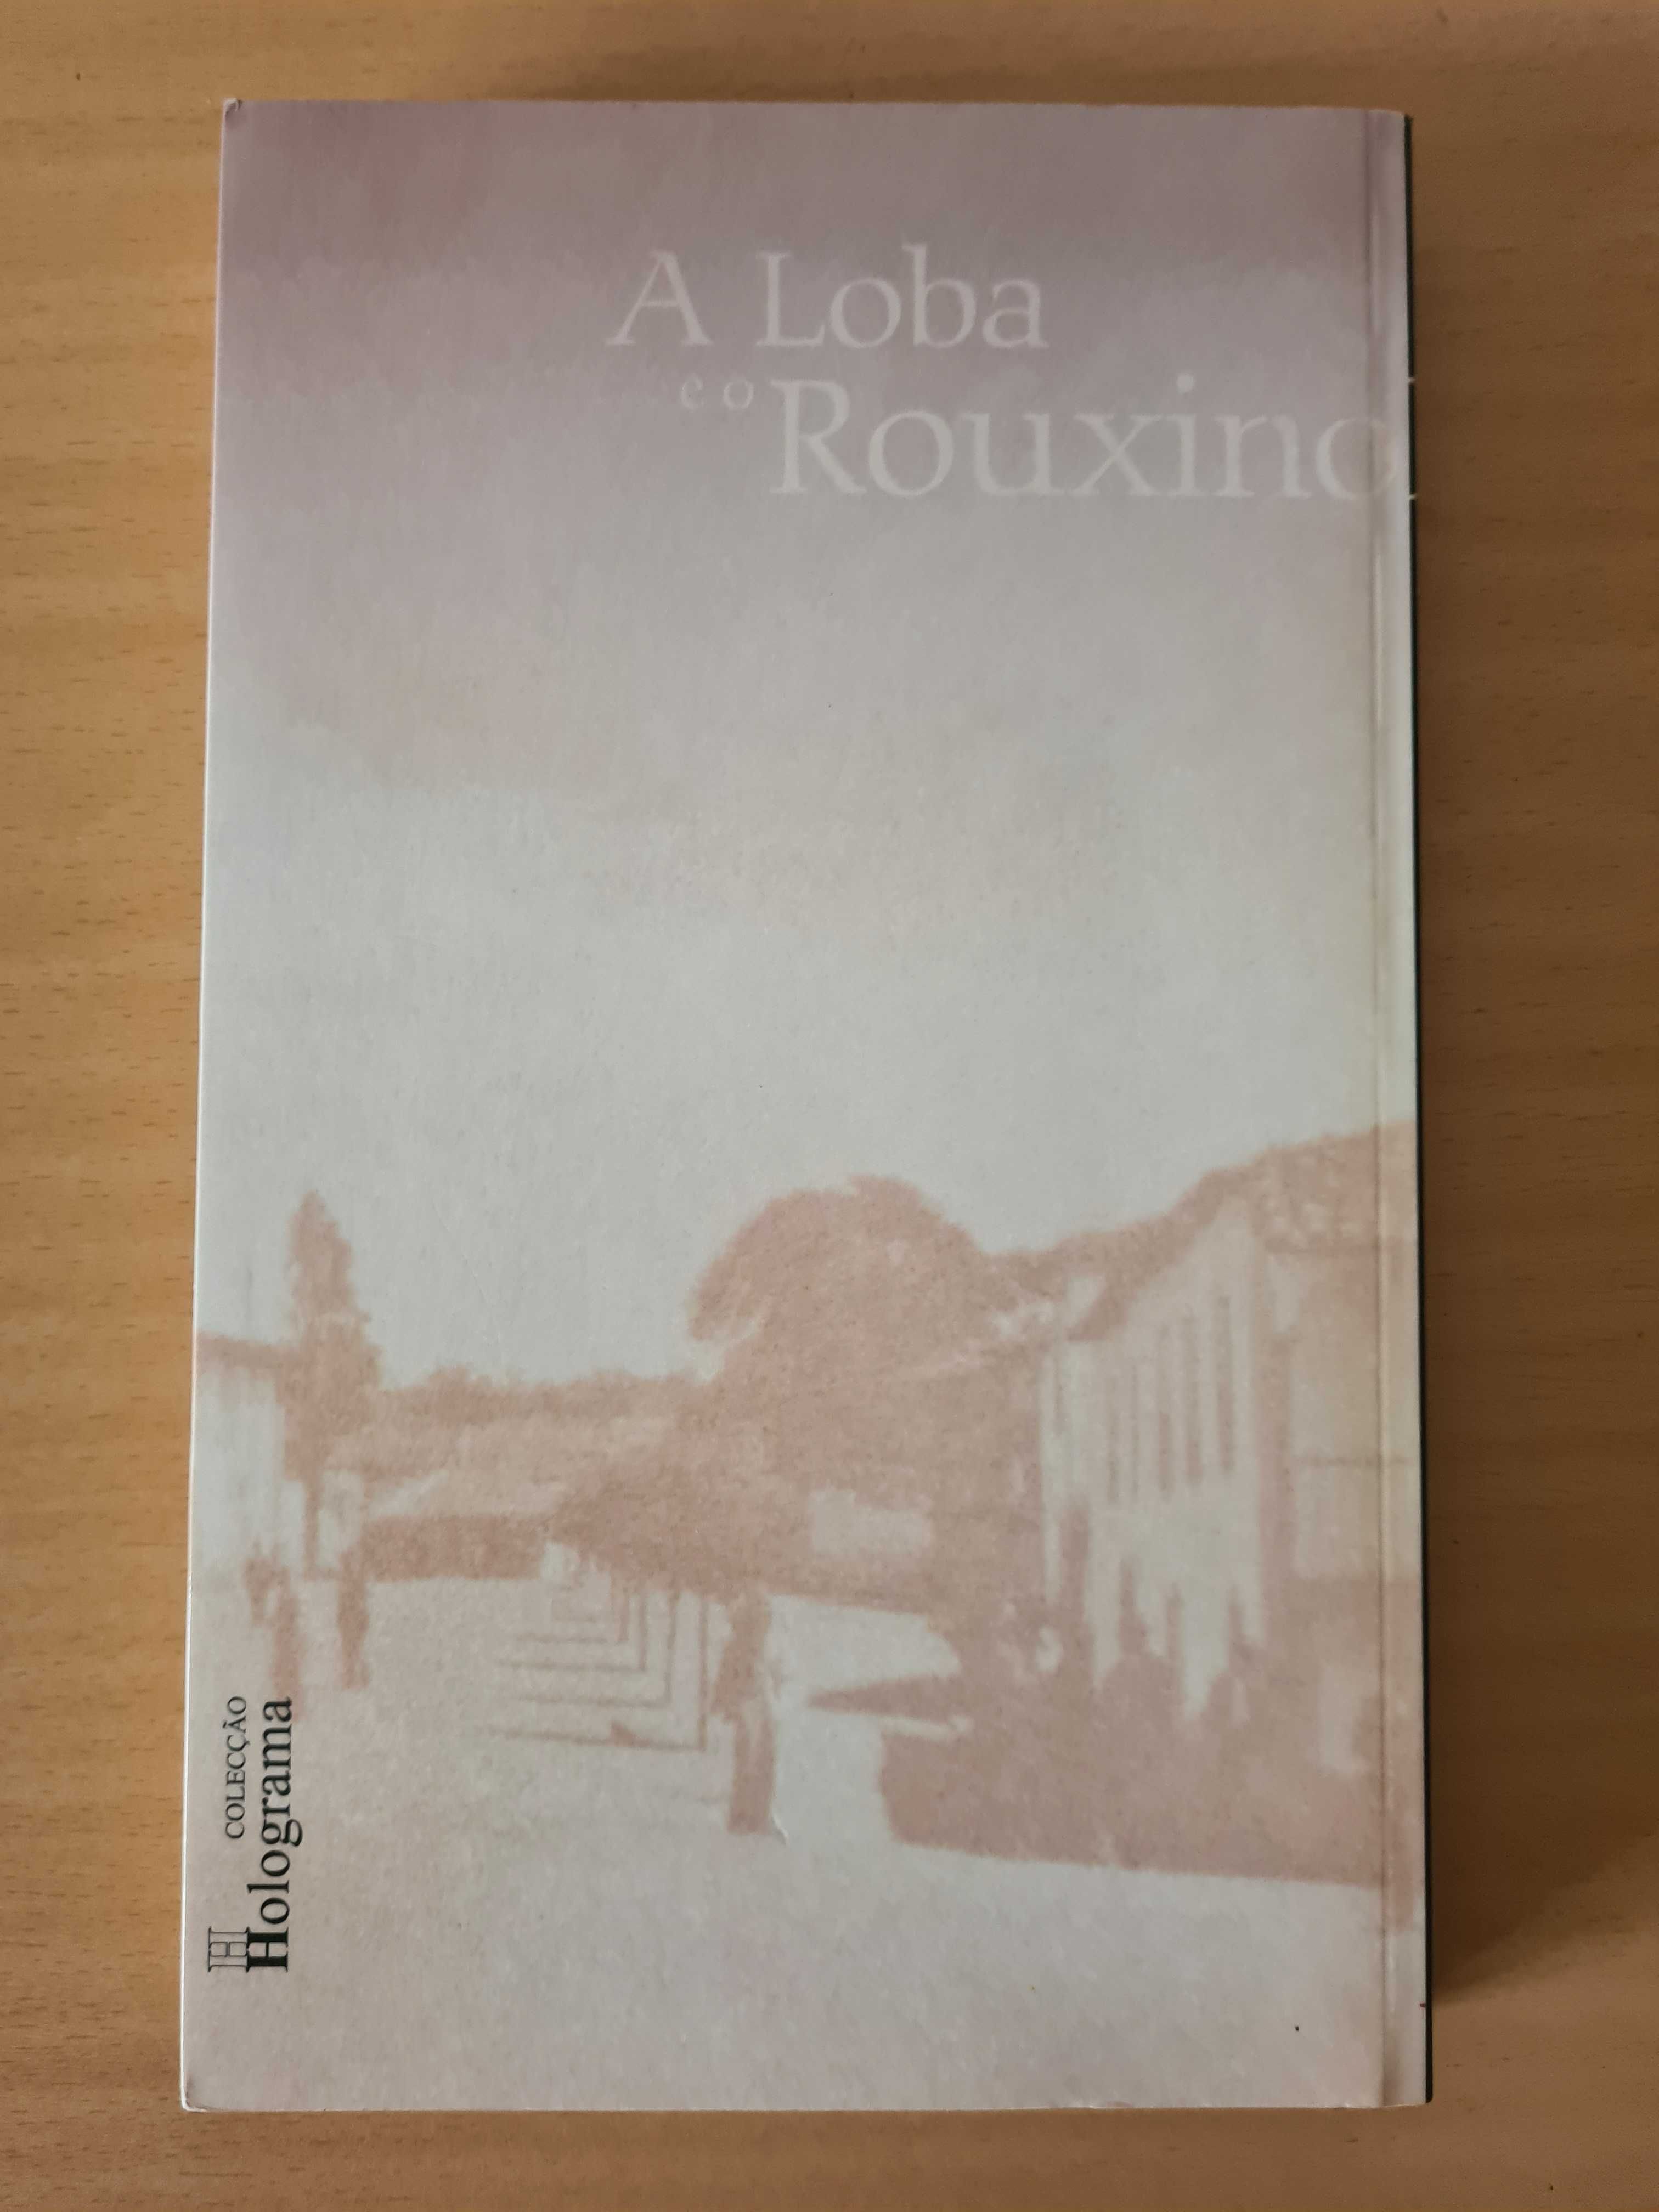 A Loba
e o
Rouxino
COLECÇÃO
Holograma